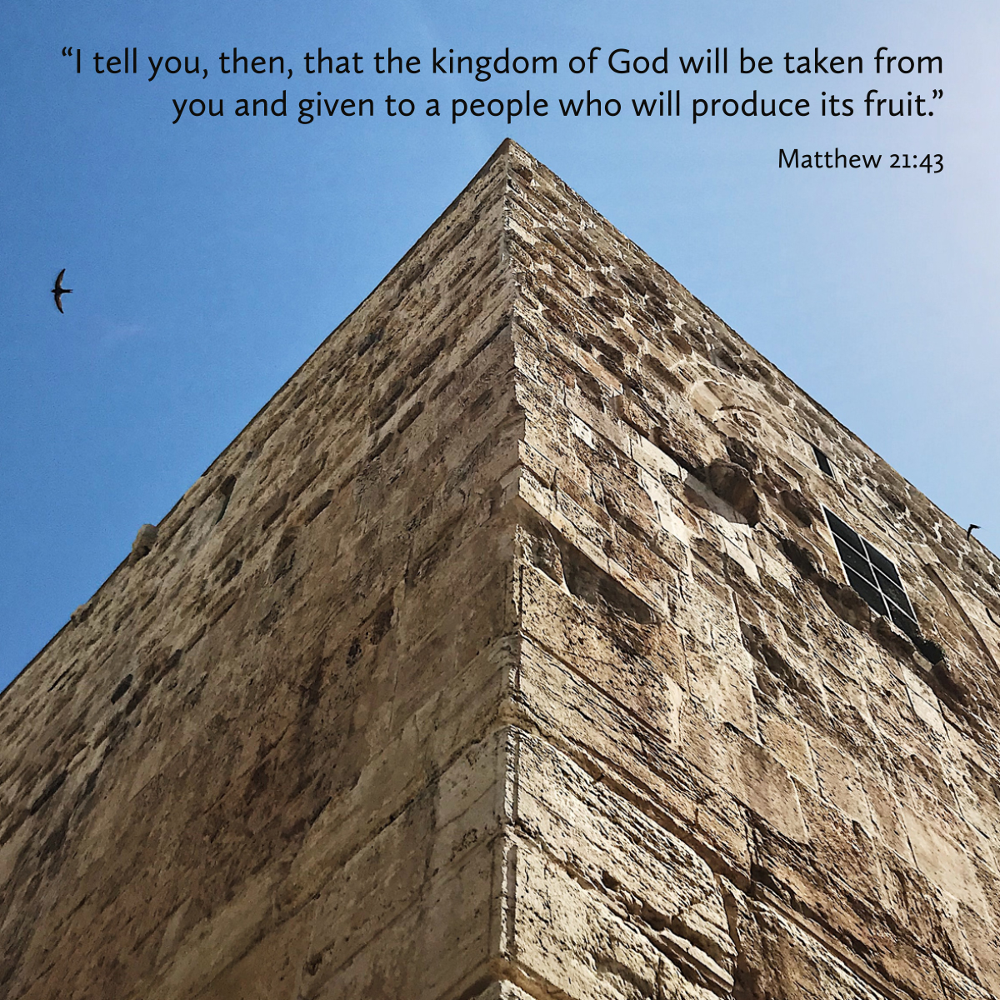 “I tell you, then, that the kingdom of God will be taken from
you and given to a people who will produce its fruit.”
Matthew 21:43